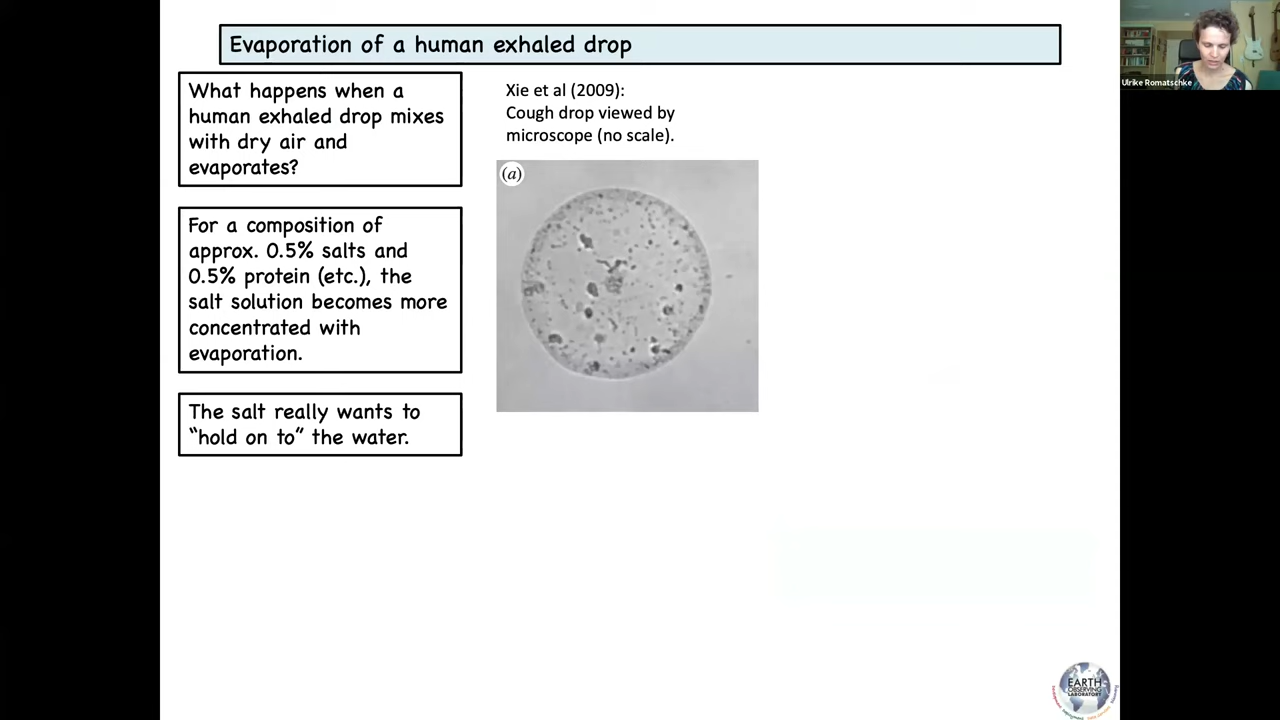 Evaporation of a human exhaled drop
What happens when a
human exhaled drop mixes
with dry air and
evaporates?
For a composition of
approx. 0.5% salts and
0.5% protein (etc.), the
salt solution becomes more
concentrated with
evaporation.
The salt really wants to
“hold on to” the water.
Xie et al (2009):
Cough drop viewed by
microscope (no scale).
(a)
Ulrike Romatschke
EARTH
OBSERVING
LABORATORY